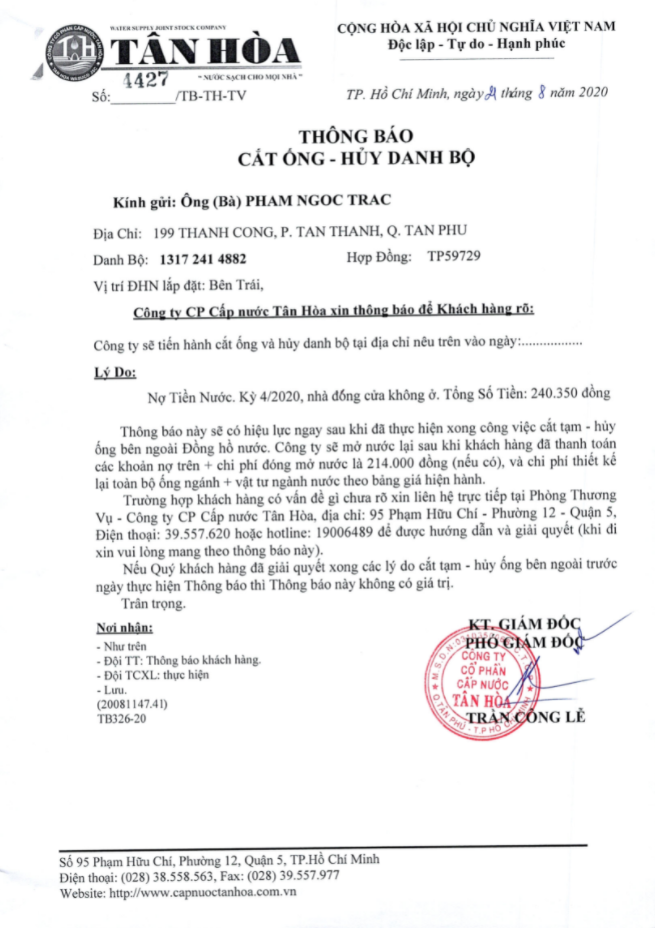 WATER SUPPLY JOINT STOCK COMPANY
TÂN HÒA
"NƯỚC SẠCH CHO MỌI NHÀ"
Số: 4427 /TB-TH-TV
CỘNG HÒA XÃ HỘI CHỦ NGHĨA VIỆT NAM
Độc lập - Tự do - Hạnh phúc
TP. Hồ Chí Minh, ngày tháng 8 năm 2020
THÔNG BÁO
CẮT ỐNG - HỦY DANH BỘ
Kính gửi: Ông (Bà) PHAM NGOC TRAC
Địa Chỉ: 199 THANH CONG, P. TAN THANH, Q. TAN PHU
Danh Bộ: 1317 241 4882 Hợp Đồng: TP59729
Vị trí ĐHN lắp đặt: Bên Trái,
Công ty CP Cấp nước Tân Hòa xin thông báo để Khách hàng rõ:
Công ty sẽ tiến hành cắt ống và hủy danh bộ tại địa chỉ nêu trên vào ngày:.................
Lý Do:
Nợ Tiền Nước. Kỳ 4/2020, nhà đóng cửa không ở. Tổng Số Tiền: 240.350 đồng
Thông báo này sẽ có hiệu lực ngay sau khi đã thực hiện xong công việc cắt tạm - hủy
ống bên ngoài Đồng hồ nước. Công ty sẽ mở nước lại sau khi khách hàng đã thanh toán
các khoản nợ trên + chi phí đóng mở nước là 214.000 đồng (nếu có), và chi phí thiết kế
lại toàn bộ ống ngánh + vật tư ngành nước theo bảng giá hiện hành.
Trường hợp khách hàng có vấn đề gì chưa rõ xin liên hệ trực tiếp tại Phòng Thương
Vụ - Công ty CP Cấp nước Tân Hòa, địa chỉ: 95 Phạm Hữu Chí - Phường 12 - Quận 5,
Điện thoại: 39.557.620 hoặc hotline: 19006489 để được hướng dẫn và giải quyết (khi đi
xin vui lòng mang theo thông báo này).
Nếu Quý khách hàng đã giải quyết xong các lý do cắt tạm - hủy ống bên ngoài trước
ngày thực hiện Thông báo thì Thông báo này không có giá trị.
Trân trọng.
Nơi nhận:
- Như trên
- Đội TT: Thông báo khách hàng.
- Đội TCXL: thực hiện
- Lưu.
(20081147.41)
TB326-20
KT. GIÁM ĐỐC
PHÓ GIÁM ĐỐC
CÔNG TY
CỔ PHẦN
CẤP NƯỚC
TÂN HÒA
Q.TÂN PHÚ - T.P HỒ CHÍ MINH
TRẦN CÔNG LỄ
Số 95 Phạm Hữu Chí, Phường 12, Quận 5, TP.Hồ Chí Minh
Điện thoại: (028) 38.558.563, Fax: (028) 39.557.977
Website: http://www.capnuoctanhoa.com.vn